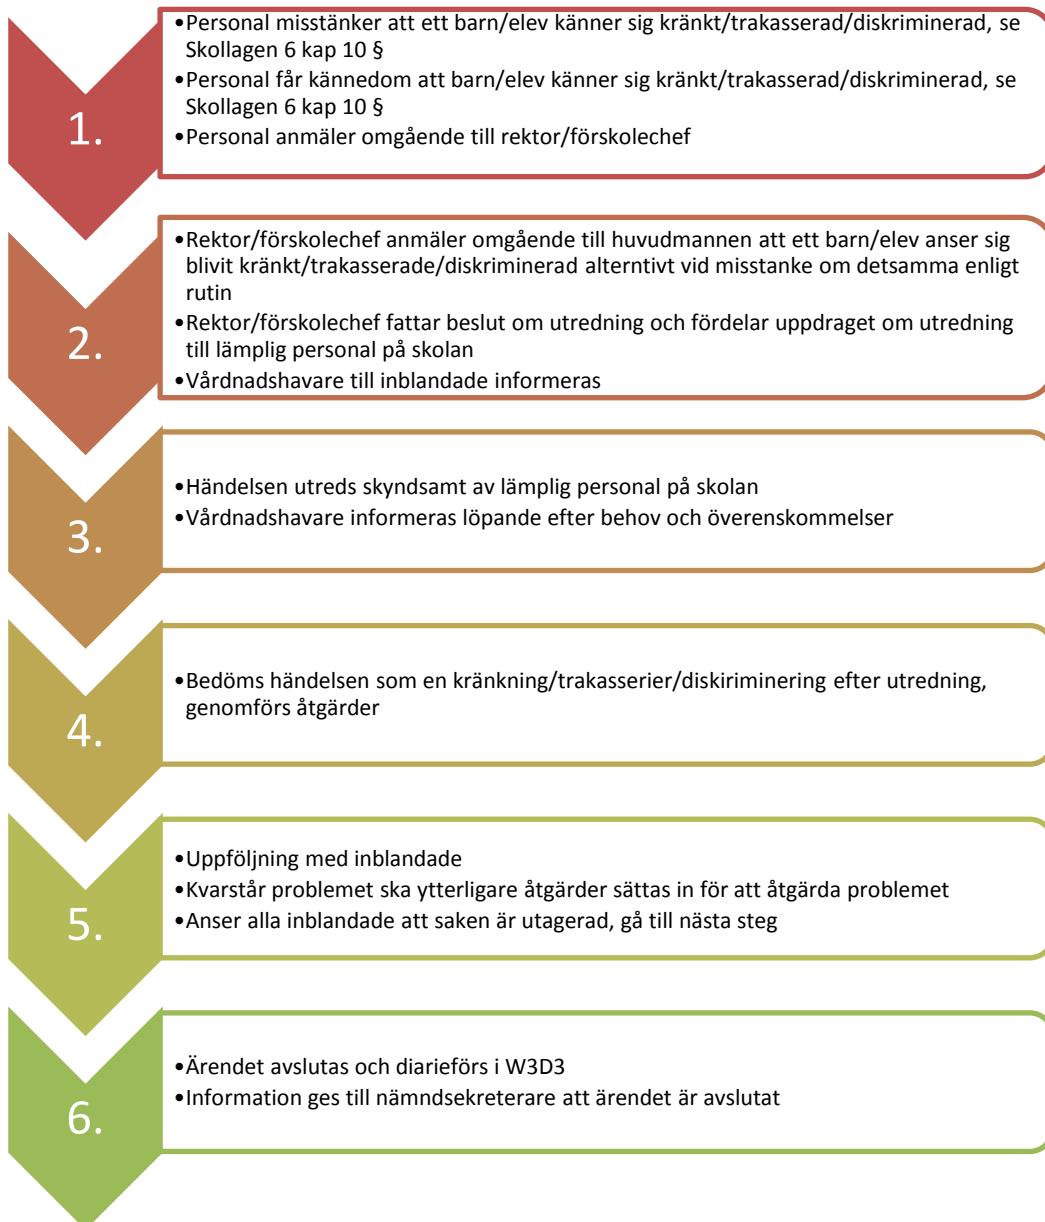 1.
•Personal misstänker att ett barn/elev känner sig kränkt/trakasserad/diskriminerad, se
Skollagen 6 kap 10 §
•Personal får kännedom att barn/elev känner sig kränkt/trakasserad/diskriminerad, se
Skollagen 6 kap 10 §
•Personal anmäler omgående till rektor/förskolechef
2.
•Rektor/förskolechef anmäler omgående till huvudmannen att ett barn/elev anser sig
blivit kränkt/trakasserade/diskriminerad alterntivt vid misstanke om detsamma enligt
rutin
•Rektor/förskolechef fattar beslut om utredning och fördelar uppdraget om utredning
till lämplig personal på skolan
•Vårdnadshavare till inblandade informeras
3.
•Händelsen utreds skyndsamt av lämplig personal på skolan
•Vårdnadshavare informeras löpande efter behov och överenskommelser
4.
•Bedöms händelsen som en kränkning/trakasserier/diskiriminering efter utredning,
genomförs åtgärder
5.
•Uppföljning med inblandade
•Kvarstår problemet ska ytterligare åtgärder sättas in för att åtgärda problemet
•Anser alla inblandade att saken är utagerad, gå till nästa steg
6.
•Ärendet avslutas och diarieförs i W3D3
•Information ges till nämndsekreterare att ärendet är avslutat